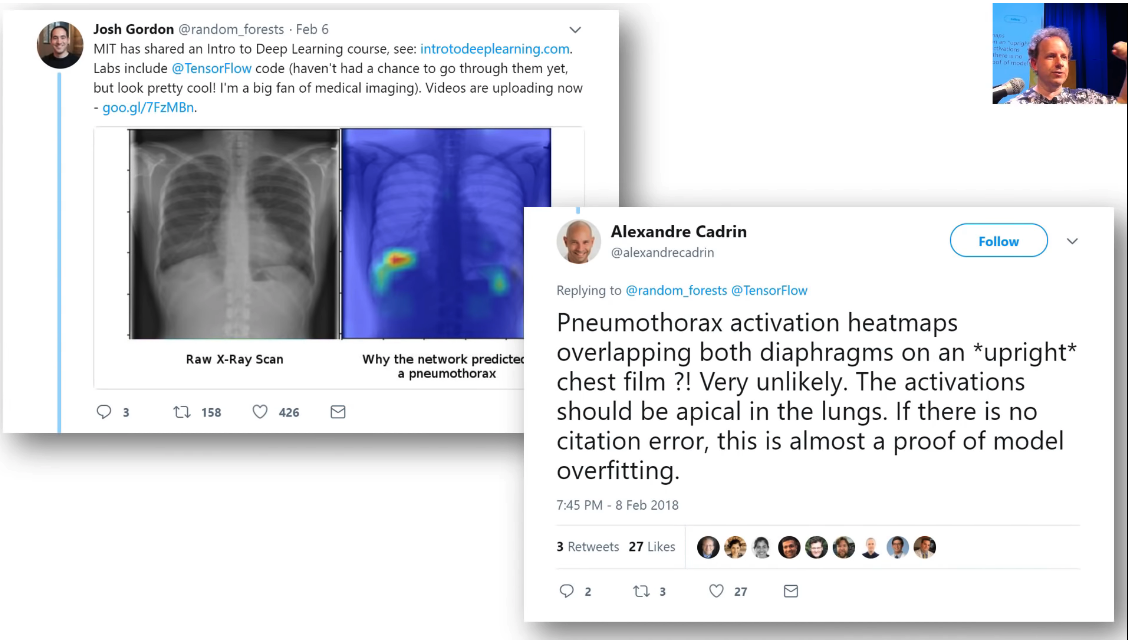 Josh Gordon @random_forests · Feb 6
MIT has shared an Intro to Deep Learning course, see: introtodeeplearning.com.
Labs include @TensorFlow code (haven't had a chance to go through them yet,
but look pretty cool! I'm a big fan of medical imaging). Videos are uploading now
- goo.gl/7FzMBn.
Raw X-Ray Scan
Why the network predicted
a pneumothorax
3 158 426
Alexandre Cadrin
@alexandrecadrin
Follow
Replying to @random_forests @TensorFlow
Pneumothorax activation heatmaps
overlapping both diaphragms on an *upright*
chest film ?! Very unlikely. The activations
should be apical in the lungs. If there is no
citation error, this is almost a proof of model
overfitting.
7:45 PM - 8 Feb 2018
3 Retweets 27 Likes
2 3 27